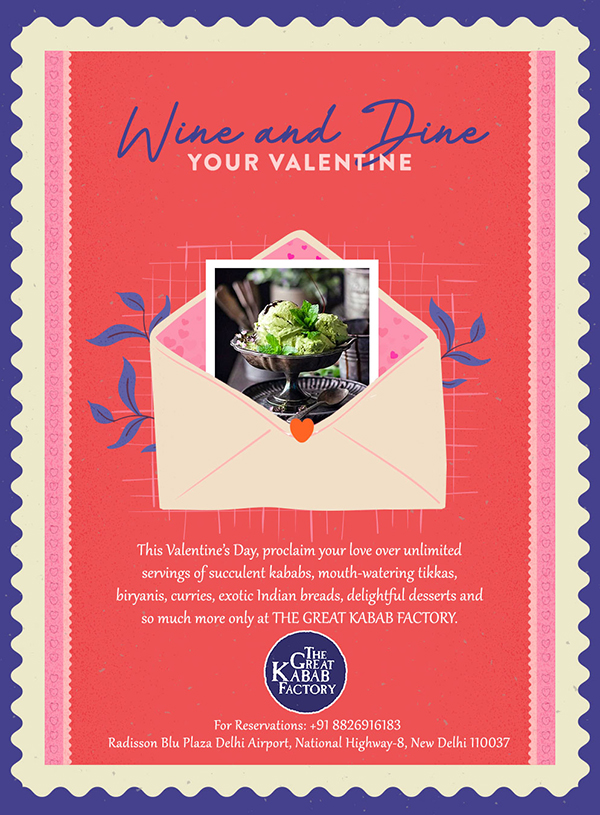 Wine and Dine
YOUR VALENTINE
This Valentine's Day, proclaim your love over unlimited
servings of succulent kababs, mouth-watering tikkas,
biryanis, curries, exotic Indian breads, delightful desserts and
so much more only at THE GREAT KABAB FACTORY.
THE
GREAT
KABAB
FACTORY
For Reservations: +91 8826916183
Radisson Blu Plaza Delhi Airport, National Highway-8, New Delhi 110037